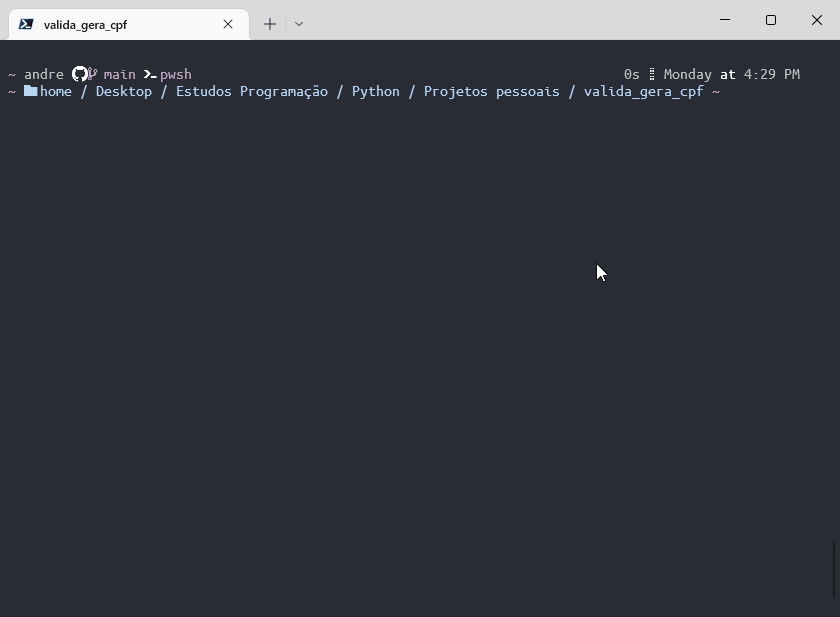 valida_gera_cpf
~ andre main pwsh 0s Monday at 4:29 PM
~ home / Desktop / Estudos Programação / Python / Projetos pessoais / valida_gera_cpf ~